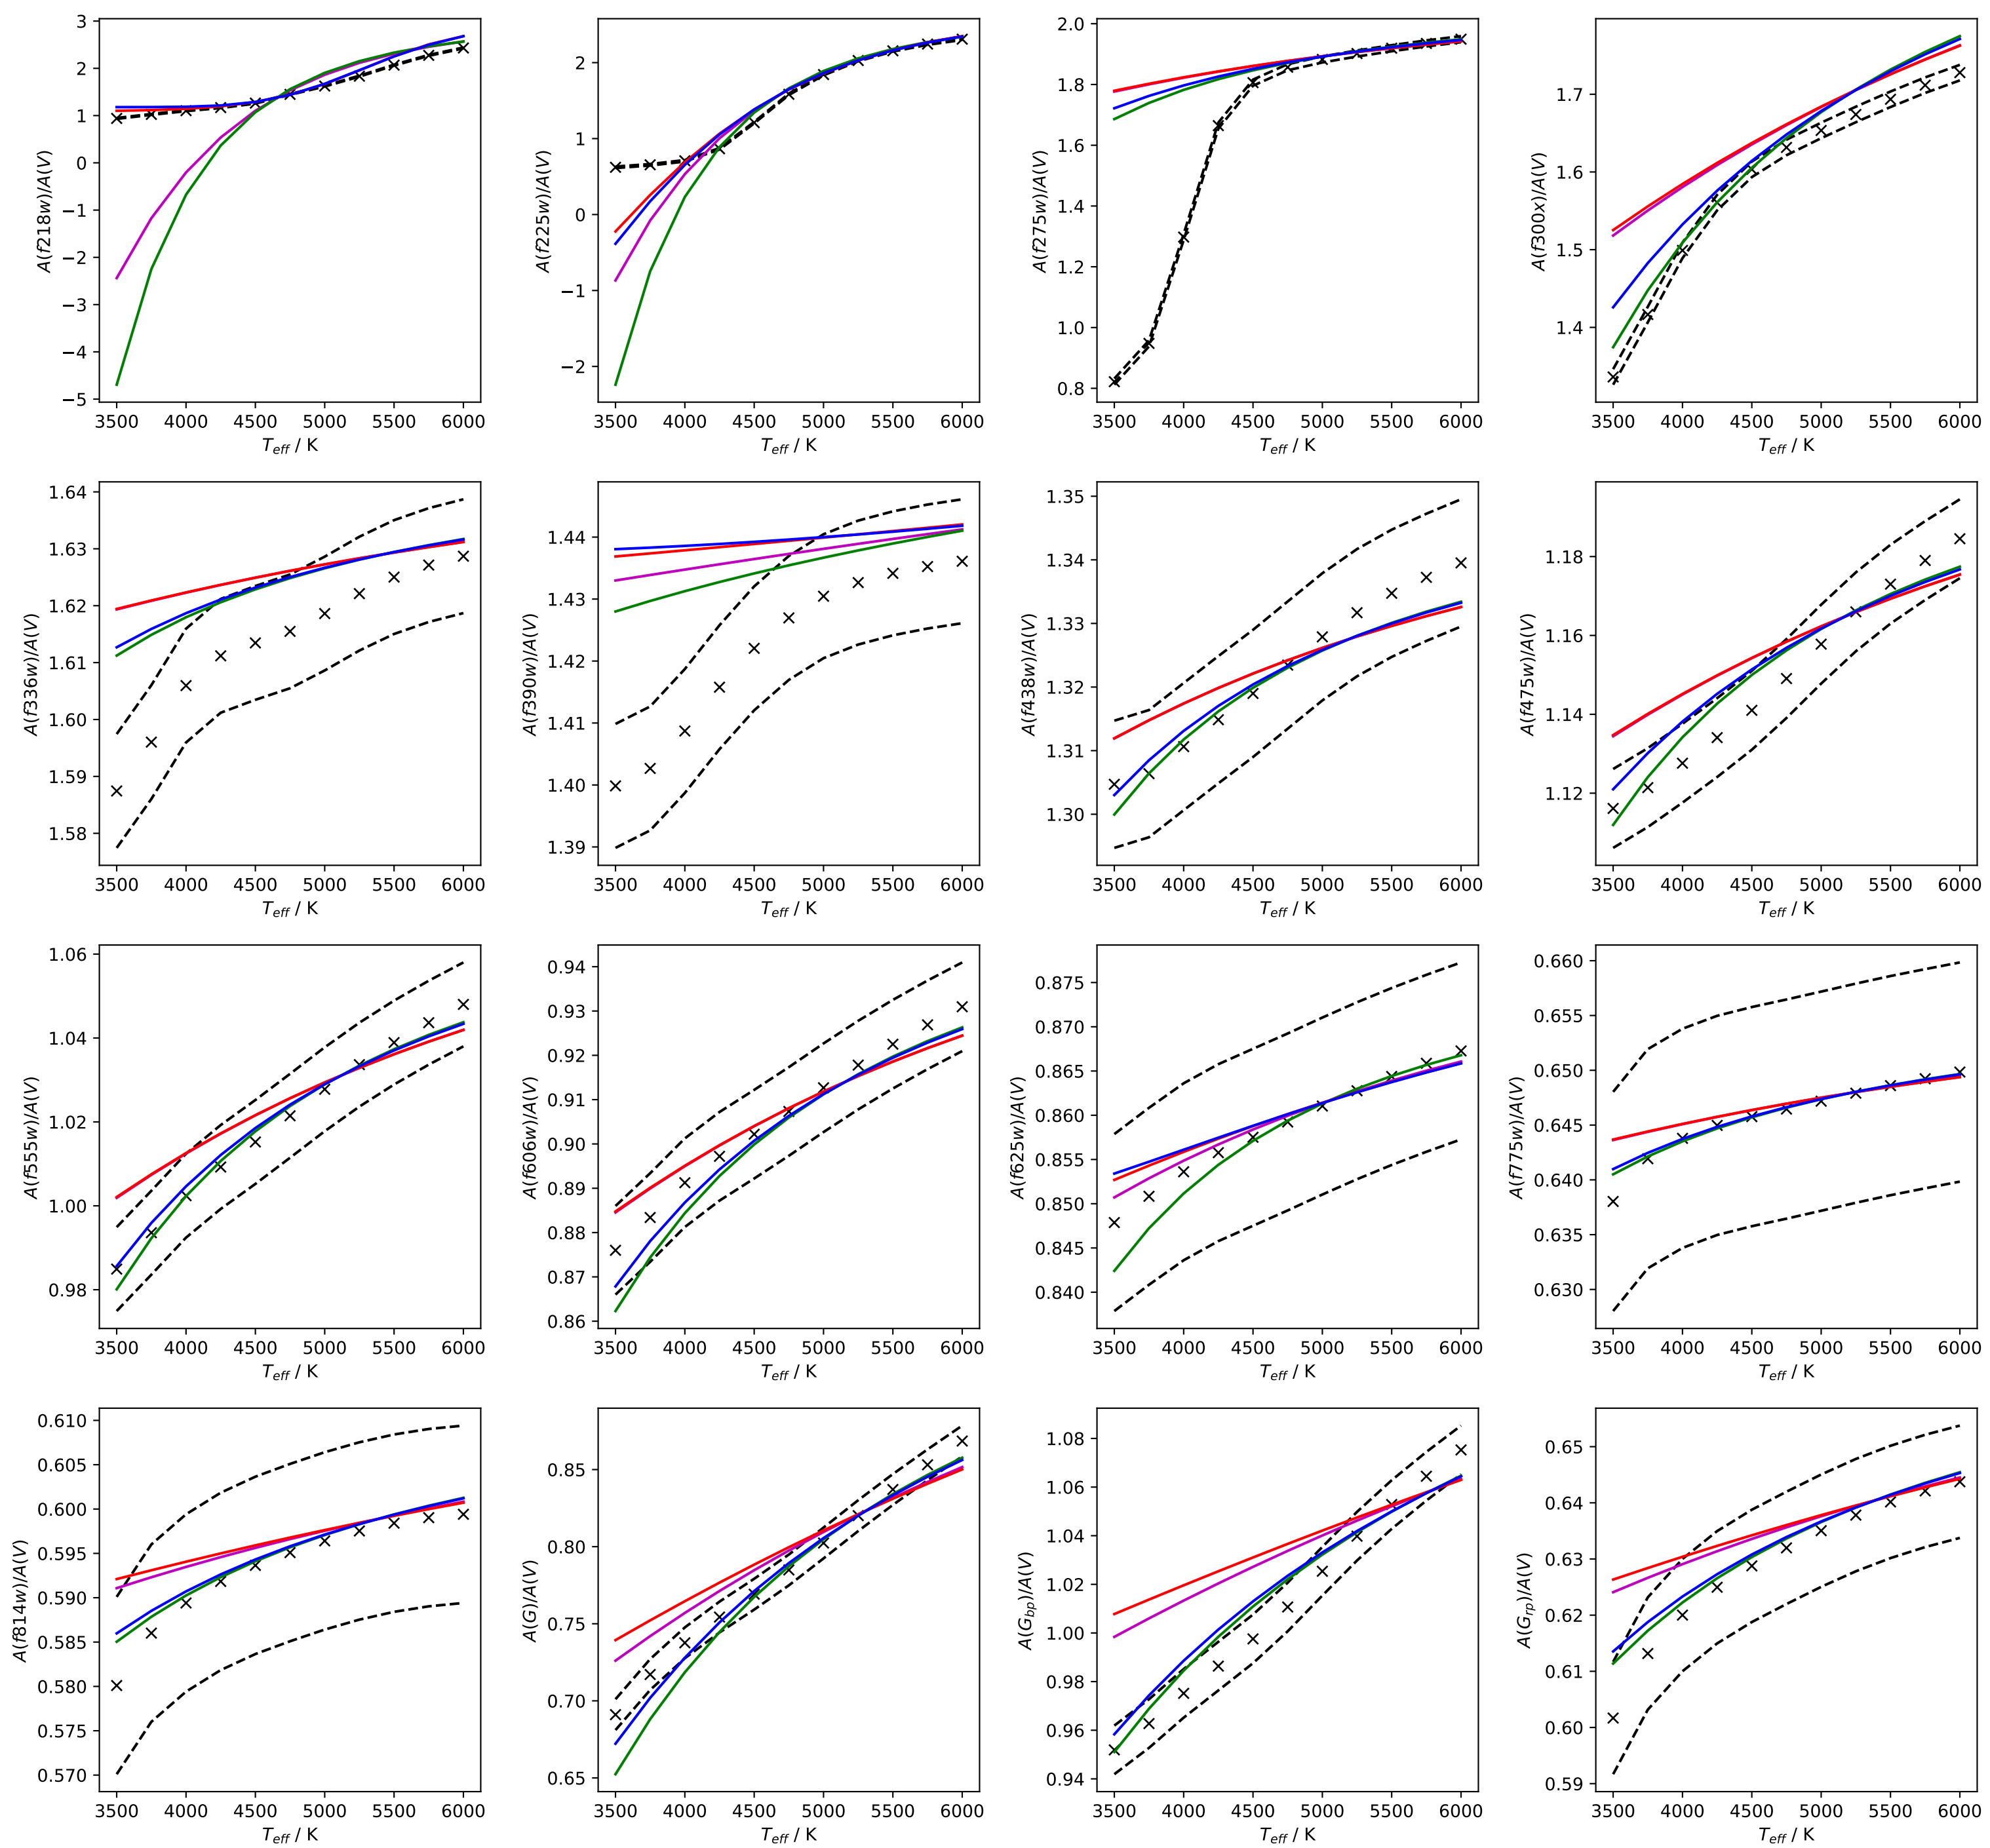 A(f218w)/A(V)
3
2
1
0
−1
−2
−3
−4
−5
3500 4000 4500 5000 5500 6000
T_eff / K
A(f225w)/A(V)
2
1
0
−1
−2
3500 4000 4500 5000 5500 6000
T_eff / K
A(f275w)/A(V)
2.0
1.8
1.6
1.4
1.2
1.0
0.8
3500 4000 4500 5000 5500 6000
T_eff / K
A(f300x)/A(V)
1.7
1.6
1.5
1.4
3500 4000 4500 5000 5500 6000
T_eff / K
A(f336w)/A(V)
1.64
1.63
1.62
1.61
1.60
1.59
1.58
3500 4000 4500 5000 5500 6000
T_eff / K
A(f390w)/A(V)
1.44
1.43
1.42
1.41
1.40
1.39
3500 4000 4500 5000 5500 6000
T_eff / K
A(f438w)/A(V)
1.35
1.34
1.33
1.32
1.31
1.30
3500 4000 4500 5000 5500 6000
T_eff / K
A(f475w)/A(V)
1.18
1.16
1.14
1.12
3500 4000 4500 5000 5500 6000
T_eff / K
A(f555w)/A(V)
1.06
1.04
1.02
1.00
0.98
3500 4000 4500 5000 5500 6000
T_eff / K
A(f606w)/A(V)
0.94
0.93
0.92
0.91
0.90
0.89
0.88
0.87
0.86
3500 4000 4500 5000 5500 6000
T_eff / K
A(f625w)/A(V)
0.875
0.870
0.865
0.860
0.855
0.850
0.845
0.840
3500 4000 4500 5000 5500 6000
T_eff / K
A(f775w)/A(V)
0.660
0.655
0.650
0.645
0.640
0.635
0.630
3500 4000 4500 5000 5500 6000
T_eff / K
A(f814w)/A(V)
0.610
0.605
0.600
0.595
0.590
0.585
0.580
0.575
0.570
3500 4000 4500 5000 5500 6000
T_eff / K
A(G)/A(V)
0.85
0.80
0.75
0.70
0.65
3500 4000 4500 5000 5500 6000
T_eff / K
A(G_bp)/A(V)
1.08
1.06
1.04
1.02
1.00
0.98
0.96
0.94
3500 4000 4500 5000 5500 6000
T_eff / K
A(G_rp)/A(V)
0.65
0.64
0.63
0.62
0.61
0.60
0.59
3500 4000 4500 5000 5500 6000
T_eff / K